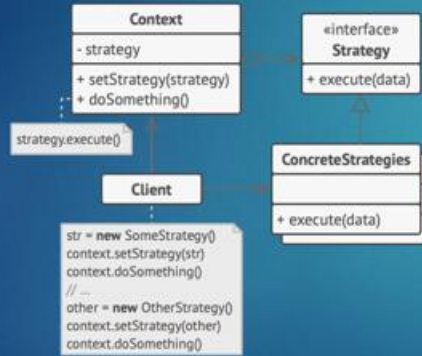 Context
- strategy
+ setStrategy(strategy)
+ doSomething()
«interface»
Strategy
+ execute(data)
strategy.execute()
Client
ConcreteStrategies
+ execute(data)
str = new SomeStrategy()
context.setStrategy(str)
context.doSomething()
// ...
other = new OtherStrategy()
context.setStrategy(other)
context.doSomething()